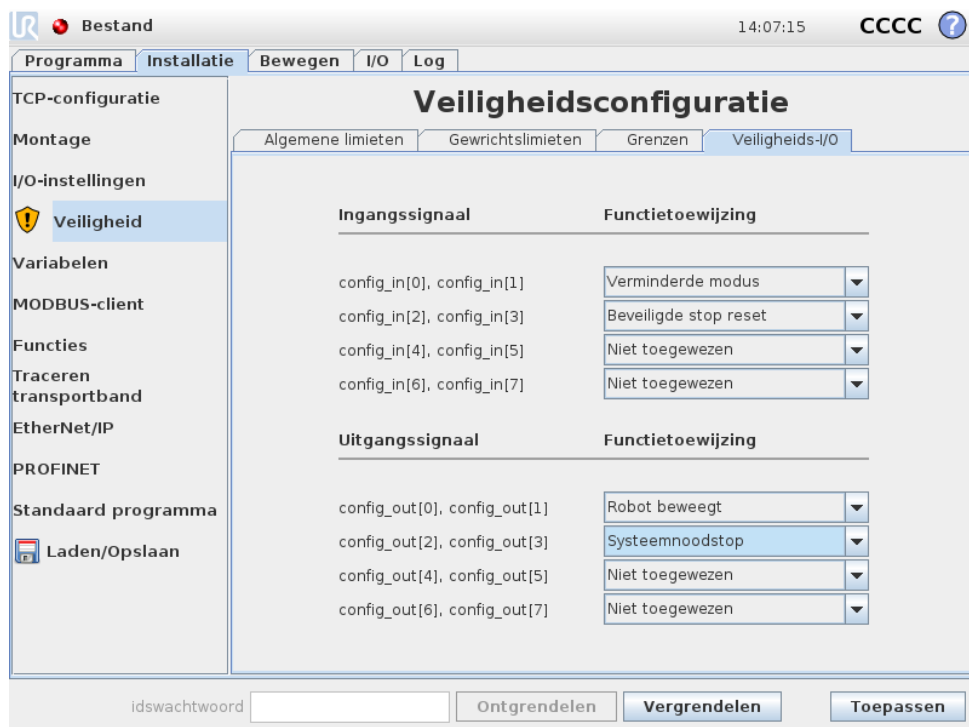 UR Bestand 14:07:15 CCCC ?
Programma Installatie Bewegen I/O Log
TCP-configuratie
Montage
I/O-instellingen
Veiligheid
Variabelen
MODBUS-client
Functies
Traceren
transportband
EtherNet/IP
PROFINET
Standaard programma
Laden/Opslaan
Veiligheidsconfiguratie
Algemene limieten Gewrichtslimieten Grenzen Veiligheids-I/O
Ingangssignaal Functietoewijzing
config_in[0], config_in[1] Verminderde modus
config_in[2], config_in[3] Beveiligde stop reset
config_in[4], config_in[5] Niet toegewezen
config_in[6], config_in[7] Niet toegewezen
Uitgangssignaal Functietoewijzing
config_out[0], config_out[1] Robot beweegt
config_out[2], config_out[3] Systeemnoodstop
config_out[4], config_out[5] Niet toegewezen
config_out[6], config_out[7] Niet toegewezen
idswachtwoord Ontgrendelen Vergrendelen Toepassen